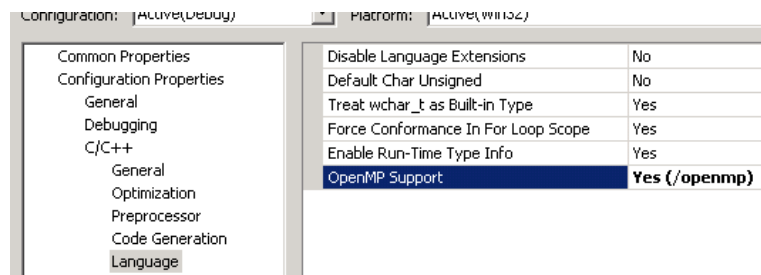 Configuration: Active(Debug) Platform: Active(Win32)
Common Properties
Configuration Properties
General
Debugging
C/C++
General
Optimization
Preprocessor
Code Generation
Language
Disable Language Extensions No
Default Char Unsigned No
Treat wchar_t as Built-in Type Yes
Force Conformance In For Loop Scope Yes
Enable Run-Time Type Info Yes
OpenMP Support Yes (/openmp)